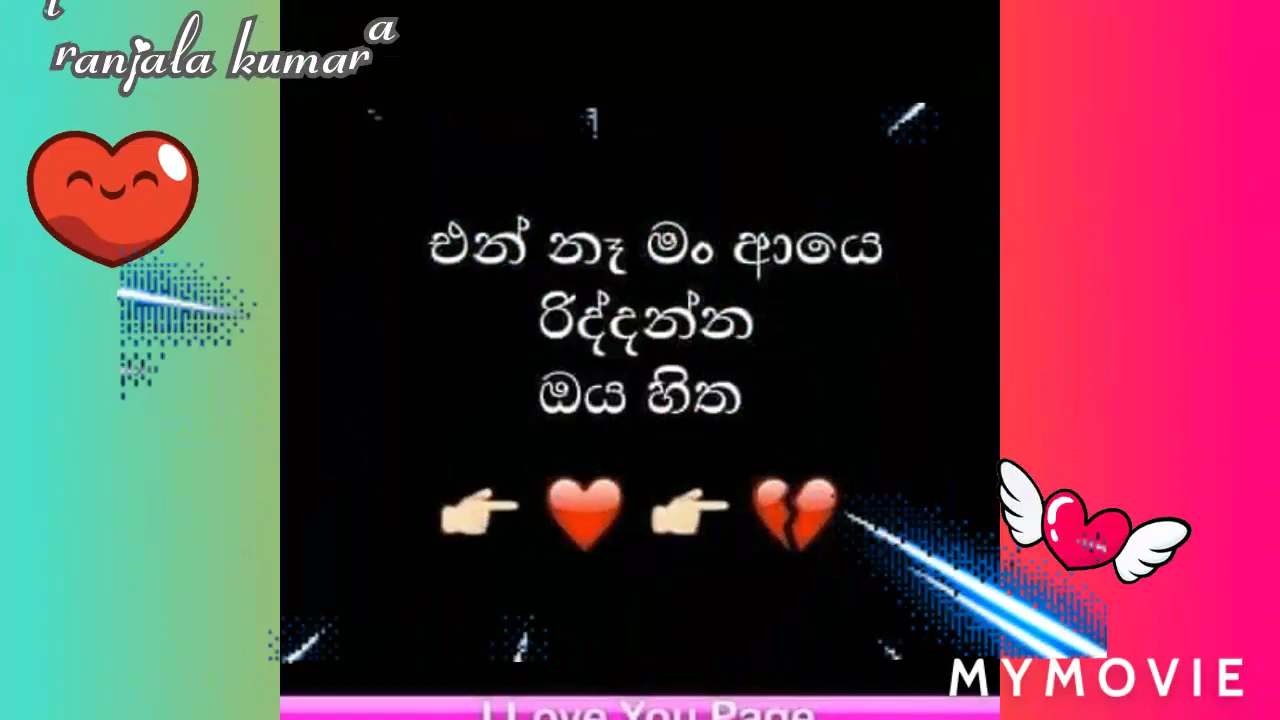 ranjala kumara
එන් නෑ මං ආයෙ
රිද්දන්න
ඔය හිත
MYMOVIE
I Love You Page